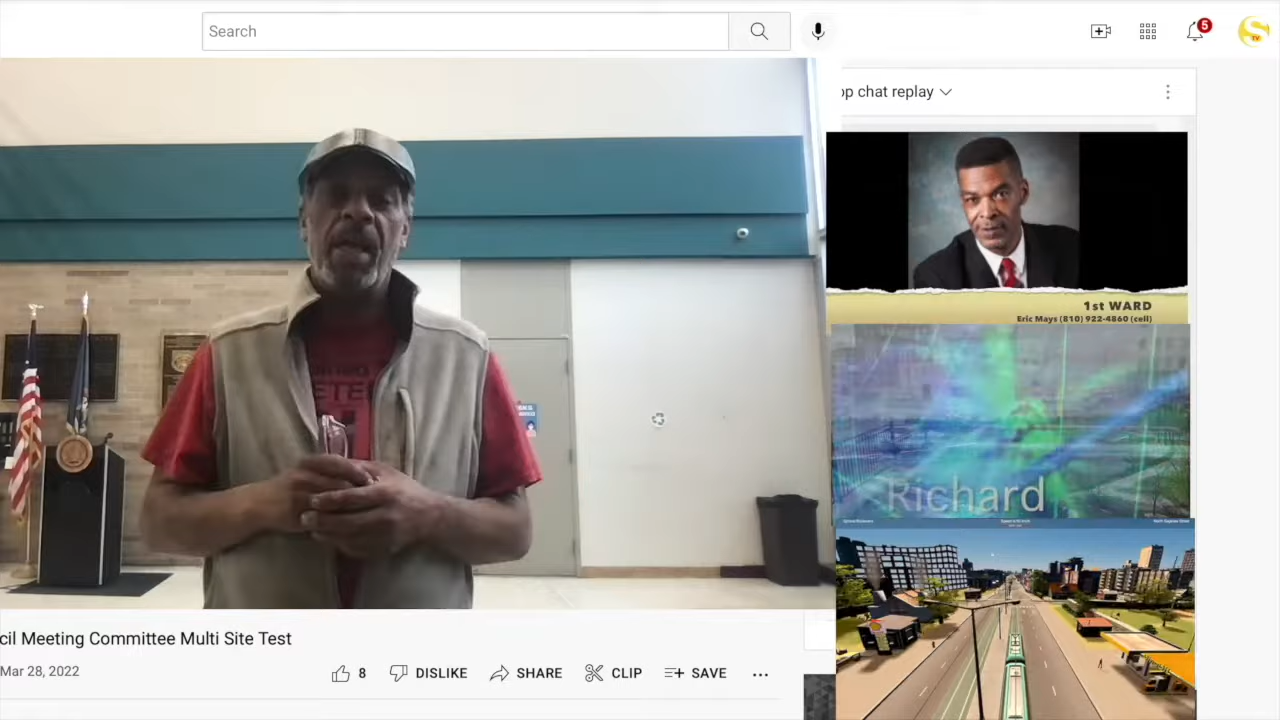 Search
5
TV
op chat replay
1st WARD
Eric Mays (810) 922-4860 (cell)
Richard
cil Meeting Committee Multi Site Test
Mar 28, 2022
8
DISLIKE
SHARE
CLIP
SAVE